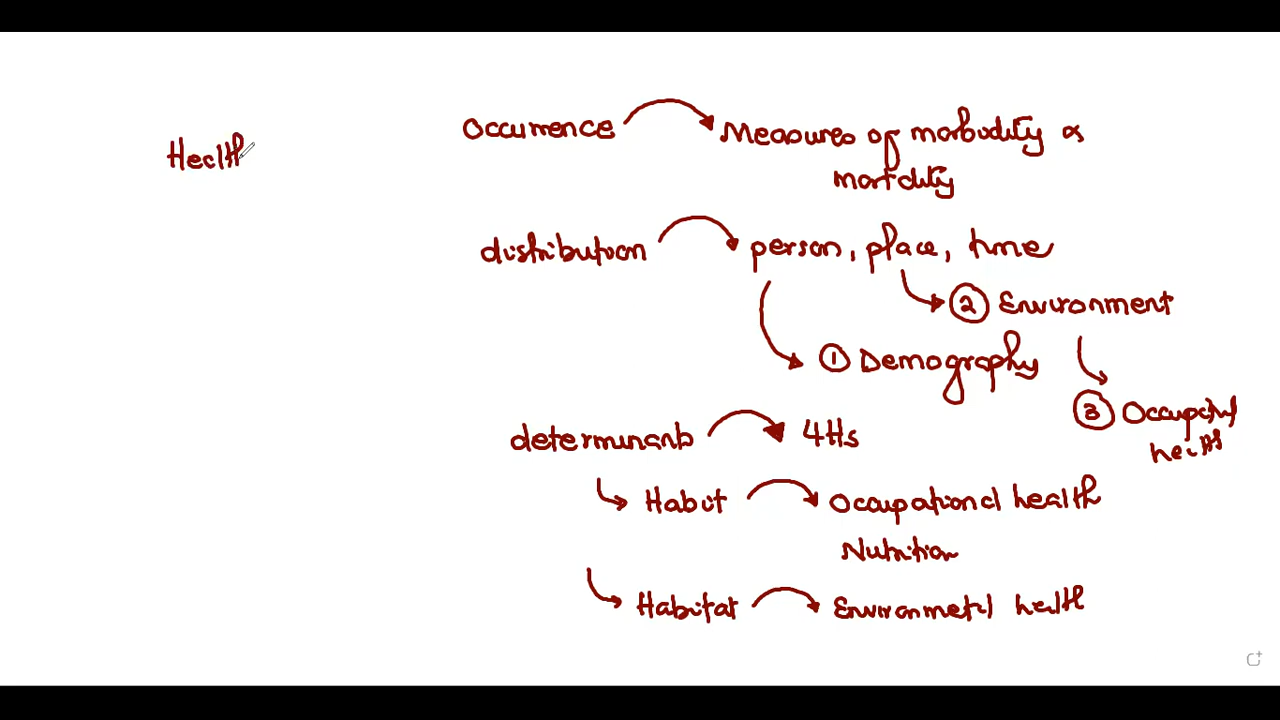 Health
Occurrence Measures of morbidity &
mortality
distribution person, place, time
② Environment
① Demography
③ Occupational
health
determinants 4Hs
Habit Occupational health
Nutrition
Habitat Environmental health